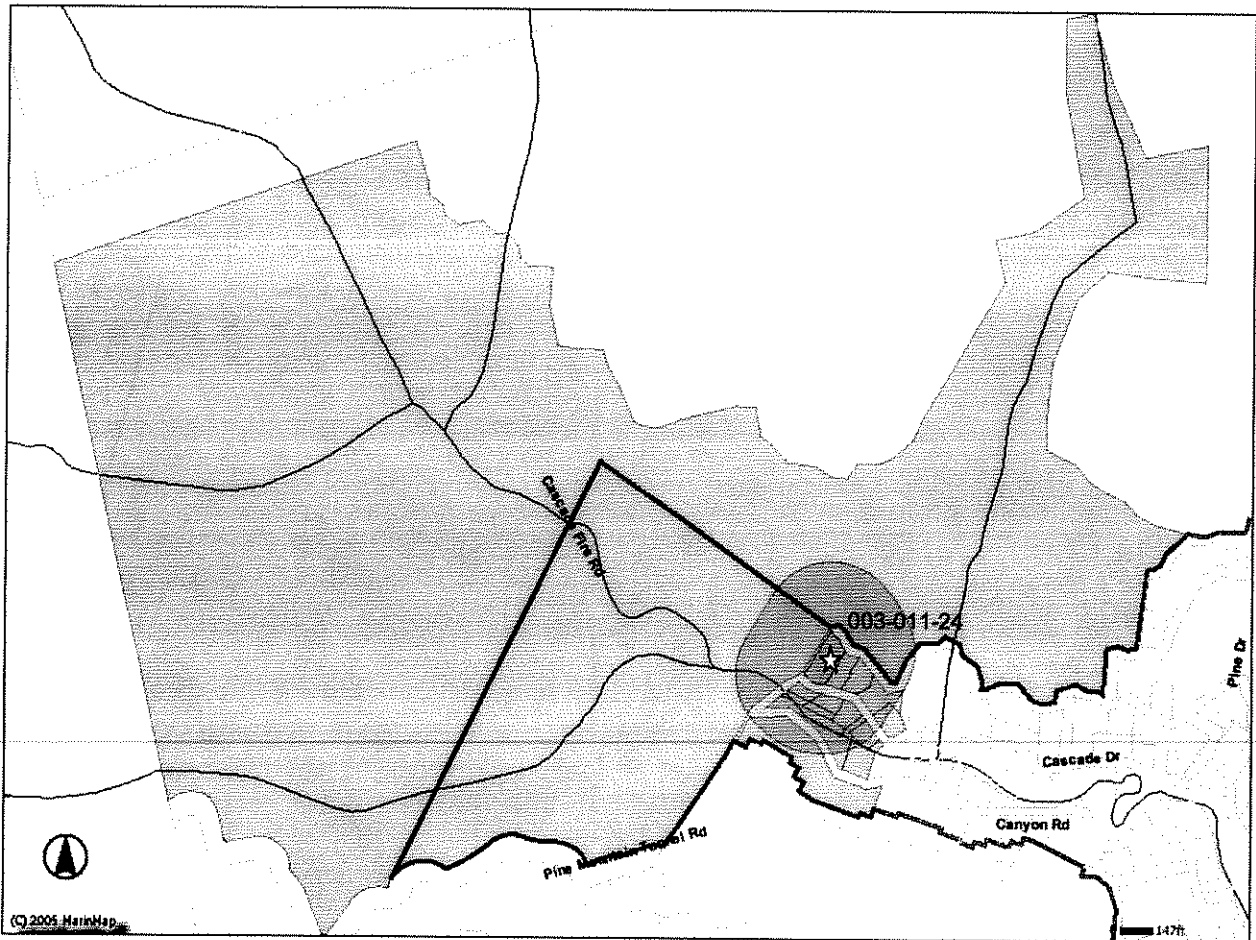 Cascade Fire Rd
003-011-24
Pine Dr
Cascade Dr
Canyon Rd
Pine Mountain Tunnel Rd
(C) 2005 MarinMap
147ft